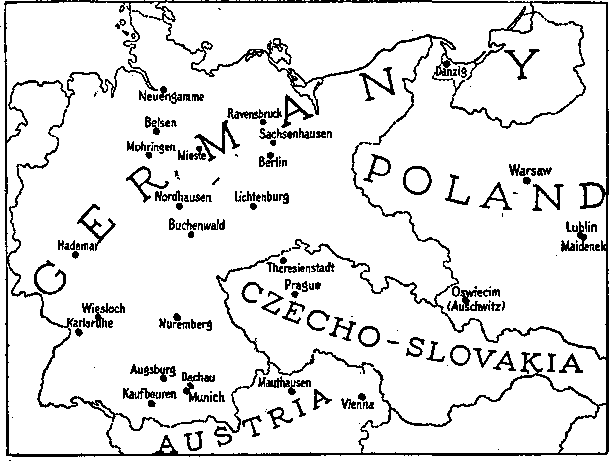 GERMANY
Danzig
Neuengamme
Belsen
Ravensbruck
Sachsenhausen
Mohringen
Mieste
Berlin
POLAND
Warsaw
Nordhausen
Lichtenburg
Buchenwald
Lublin
Maidenek
Hademar
Theresienstadt
Prague
Oswiecim
(Auschwitz)
CZECHO-SLOVAKIA
Wiesloch
Karlsruhe
Nuremberg
Augsburg
Dachau
Kaufbeuren
Munich
Mauthausen
Vienna
AUSTRIA